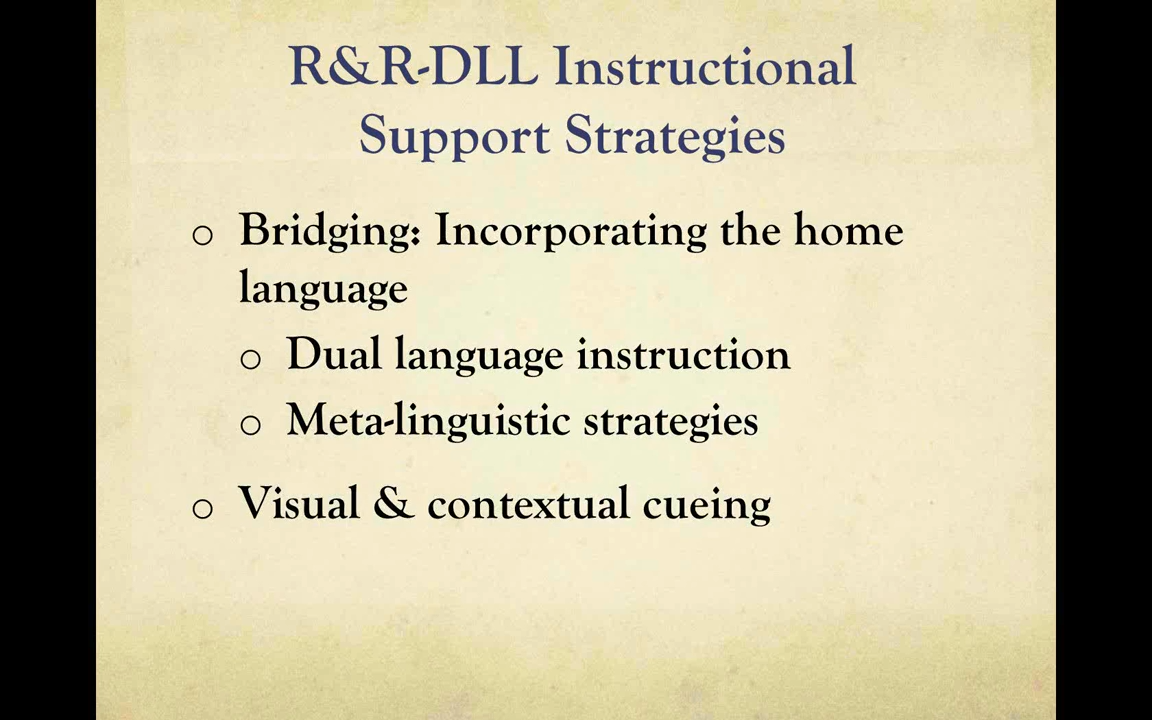 R&R-DLL Instructional
Support Strategies
o Bridging: Incorporating the home
language
o Dual language instruction
o Meta-linguistic strategies
o Visual & contextual cueing